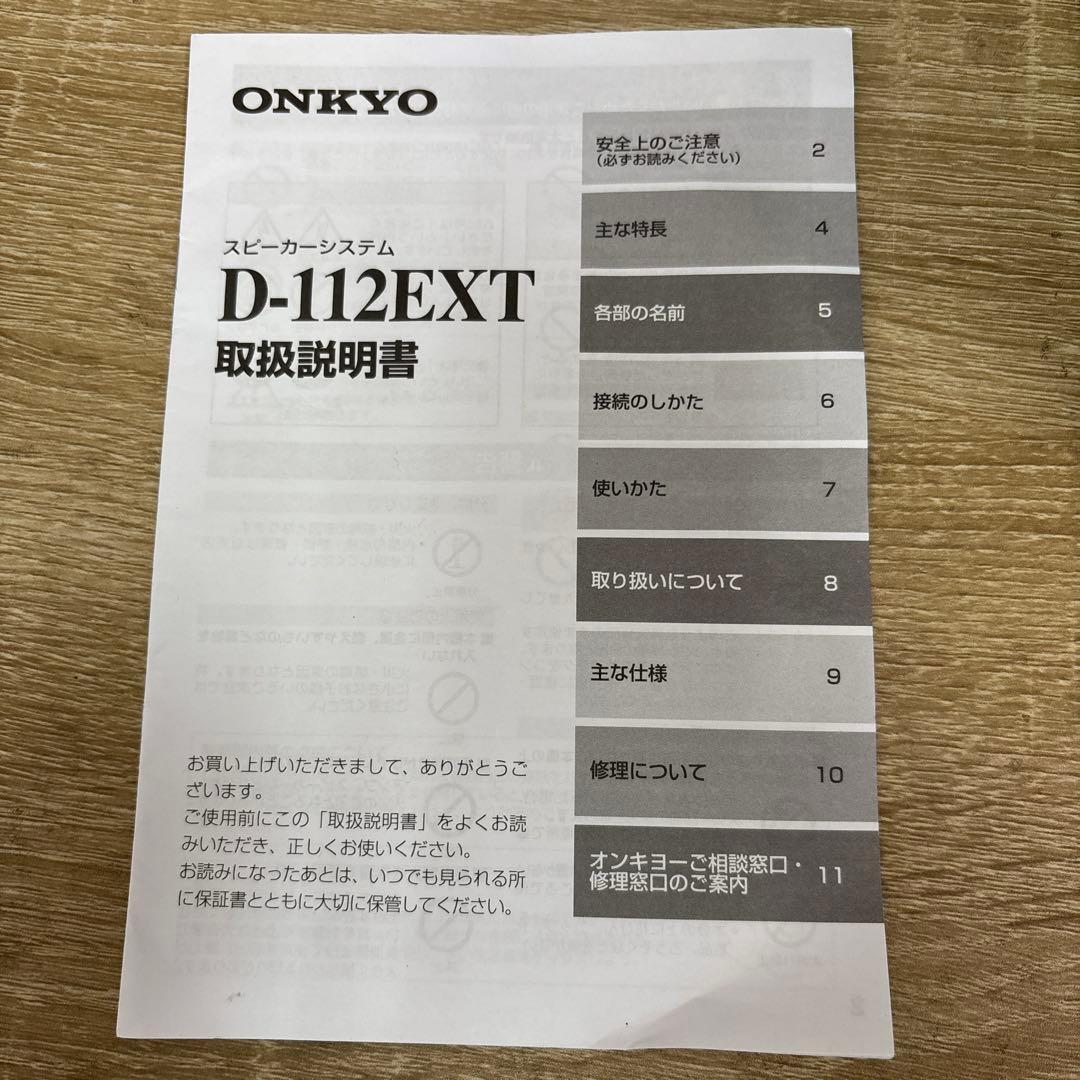 ONKYO
スピーカーシステム
D-112EXT
取扱説明書
安全上のご注意
(必ずお読みください) 2
主な特長 4
各部の名前 5
接続のしかた 6
使いかた 7
取り扱いについて 8
主な仕様 9
修理について 10
オンキヨーご相談窓口・
修理窓口のご案内 11
お買い上げいただきまして、ありがとうご
ざいます。
ご使用前にこの「取扱説明書」をよくお読
みいただき、正しくお使いください。
お読みになったあとは、いつでも見られる所
に保証書とともに大切に保管してください。